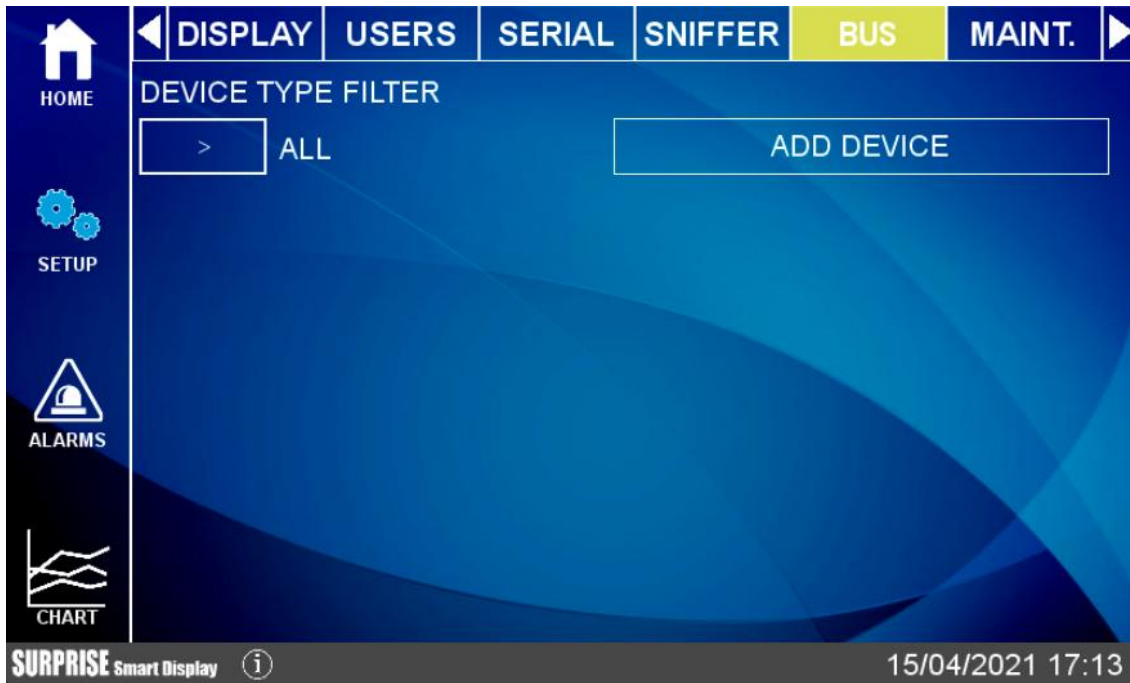 DISPLAY USERS SERIAL SNIFFER BUS MAINT.
HOME
DEVICE TYPE FILTER
> ALL ADD DEVICE
SETUP
ALARMS
CHART
SURPRISE Smart Display i 15/04/2021 17:13